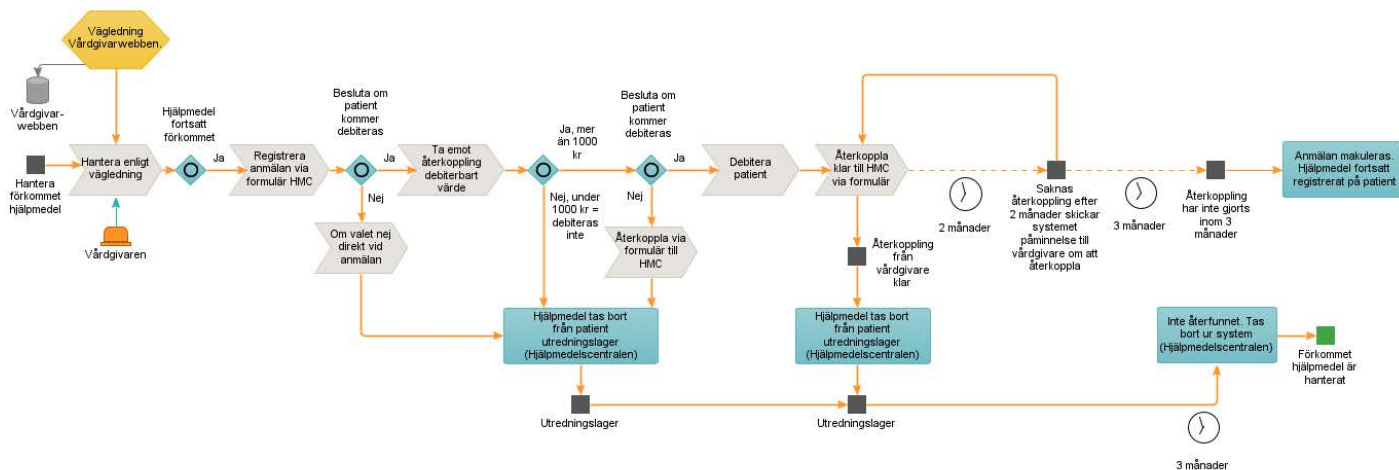 Vägledning
Vårdgivarwebben.
Vårdgivar-
webben
Hantera
förkommet
hjälpmedel
Hantera enligt
vägledning
Vårdgivaren
Hjälpmedel
fortsatt
förkommet
Ja
Registrera
anmälan via
formulär HMC
Besluta om
patient
kommer
debiteras
Ja
Nej
Om valet nej
direkt vid
anmälan
Ta emot
återkoppling
debiterbart
värde
Ja, mer
än 1000
kr
Nej, under
1000 kr =
debiteras
inte
Besluta om
patient
kommer
debiteras
Ja
Nej
Återkoppla via
formulär till
HMC
Debitera
patient
Återkoppla
klar till HMC
via formulär
2 månader
Saknas
återkoppling efter
2 månader skickar
systemet
påminnelse till
vårdgivare om att
återkoppla
3 månader
Återkoppling
har inte gjorts
inom 3
månader
Anmälan makuleras.
Hjälpmedel fortsatt
registrerat på patient
Återkoppling
från
vårdgivare
klar
Hjälpmedel tas bort
från patient
utredningslager
(Hjälpmedelscentralen)
Hjälpmedel tas bort
från patient
utredningslager
(Hjälpmedelscentralen)
Inte återfunnet. Tas
bort ur system
(Hjälpmedelscentralen)
Förkommet
hjälpmedel är
hanterat
Utredningslager
Utredningslager
3 månader